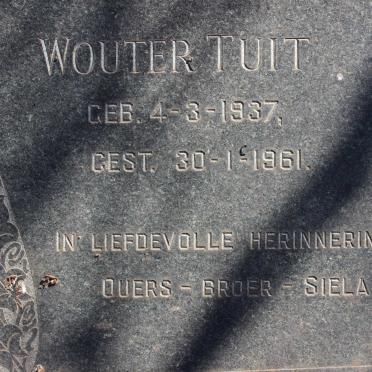 WOUTER TUIT
GEB. 4-3-1937,
GEST. 30-1-1961.
IN LIEFDEVOLLE HERINNERIN
OUERS - BROER - SIELA